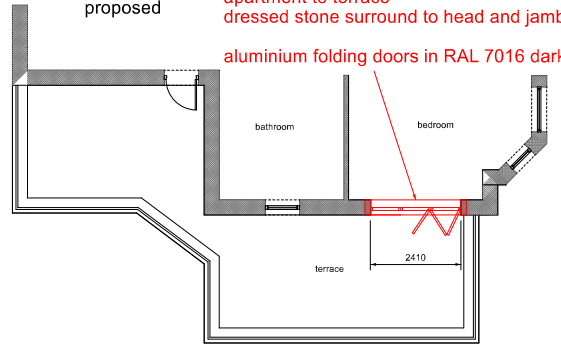 proposed
apartment to terrace
dressed stone surround to head and jamb
aluminium folding doors in RAL 7016 dark
bathroom
bedroom
terrace
2410